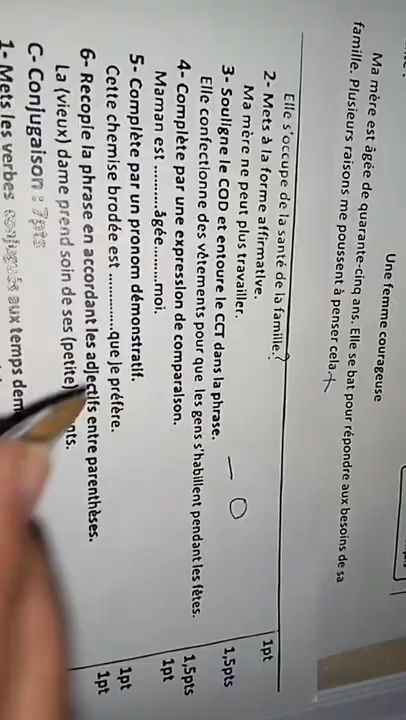 Une femme courageuse
Ma mère est âgée de quarante-cinq ans. Elle se bat pour répondre aux besoins de sa
famille. Plusieurs raisons me poussent à penser cela.
Elle s'occupe de la santé de la famille.?
2- Mets à la forme affirmative. 1pt
Ma mère ne peut plus travailler.
3- Souligne le COD et entoure le CCT dans la phrase. 1,5pts
Elle confectionne des vêtements pour que les gens s'habillent pendant les fêtes.
4- Complète par une expression de comparaison. 1,5pts
Maman est ..........âgée..........moi. 1pt
5- Complète par un pronom démonstratif.
Cette chemise brodée est ..............que je préfère. 1pt
6- Recopie la phrase en accordant les adjectifs entre parenthèses. 1pt
La (vieux) dame prend soin de ses (petite) nts.
C- Conjugaison : 7pts
1- Mets les verbes conjugués aux temps dem